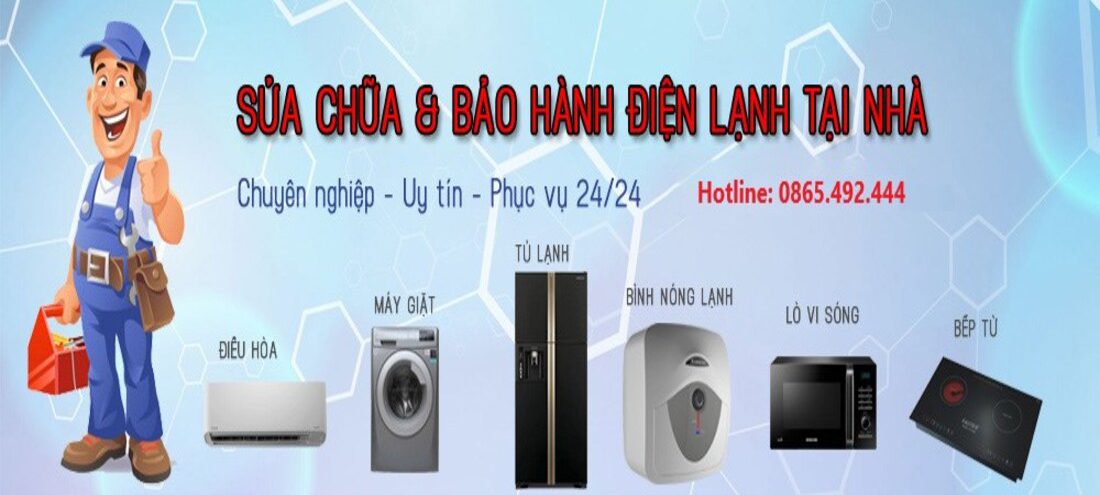 SỦA CHỮA & BẢO HÀNH ĐIỆN LẠNH TẠI NHÀ
Chuyên nghiệp - Uy tín - Phục vụ 24/24
Hotline: 0865.492.444
TỦ LẠNH
MÁY GIẶT
BÌNH NÓNG LẠNH
LÒ VI SÓNG
BẾP TỪ
ĐIỀU HÒA